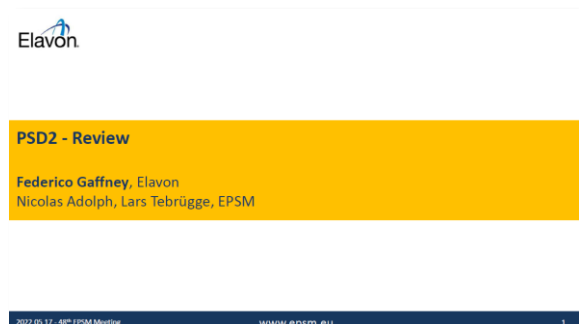 Elavon
PSD2 - Review
Federico Gaffney, Elavon
Nicolas Adolph, Lars Tebrügge, EPSM
2022 05 17 - 48th EPSM Meeting
www.epsm.eu
1